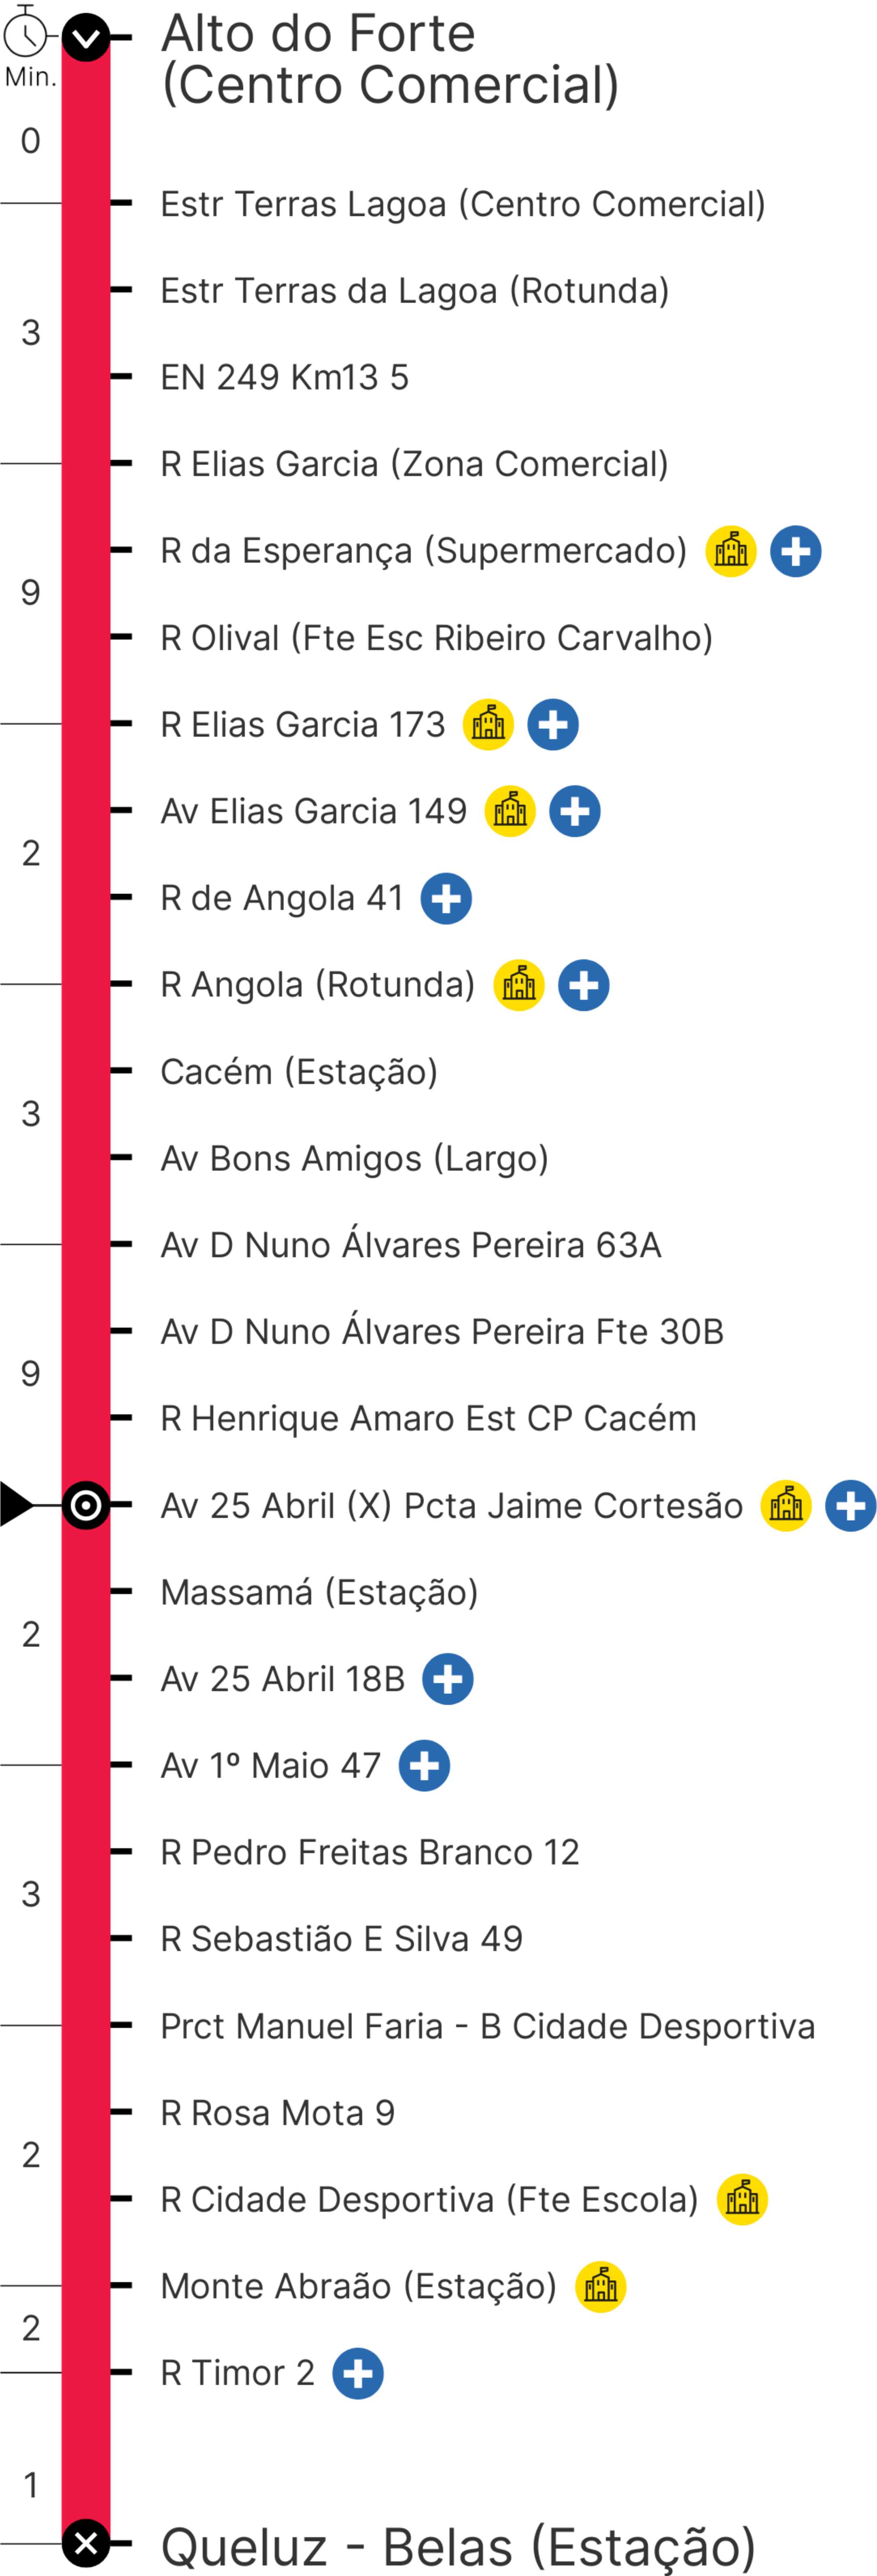 Min.
Alto do Forte
(Centro Comercial)
0
Estr Terras Lagoa (Centro Comercial)
Estr Terras da Lagoa (Rotunda)
3
EN 249 Km13 5
R Elias Garcia (Zona Comercial)
R da Esperança (Supermercado)
9
R Olival (Fte Esc Ribeiro Carvalho)
R Elias Garcia 173
Av Elias Garcia 149
2
R de Angola 41
R Angola (Rotunda)
Cacém (Estação)
3
Av Bons Amigos (Largo)
Av D Nuno Álvares Pereira 63A
Av D Nuno Álvares Pereira Fte 30B
9
R Henrique Amaro Est CP Cacém
Av 25 Abril (X) Pcta Jaime Cortesão
Massamá (Estação)
2
Av 25 Abril 18B
Av 1º Maio 47
R Pedro Freitas Branco 12
3
R Sebastião E Silva 49
Prct Manuel Faria - B Cidade Desportiva
R Rosa Mota 9
2
R Cidade Desportiva (Fte Escola)
Monte Abraão (Estação)
2
R Timor 2
1
Queluz - Belas (Estação)